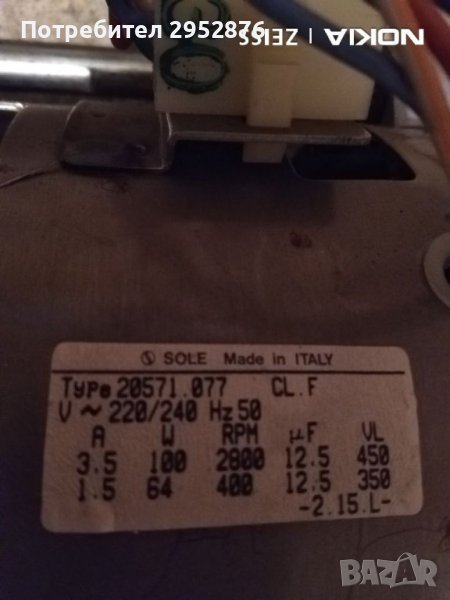 Потребител 2952876
NOKIA | ZEISS
SOLE Made in ITALY
Type 20571.077 CL.F
V ~ 220/240 Hz 50
A W RPM µF VL
3.5 100 2800 12.5 450
1.5 64 400 12.5 350
-2.15.L-
BAZAR